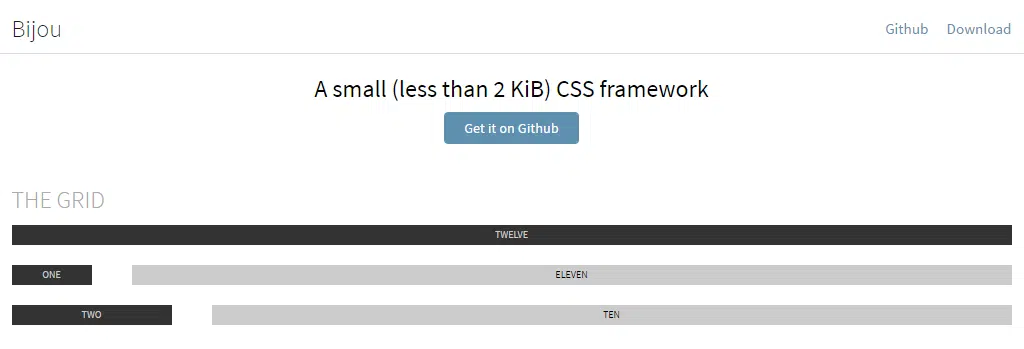 Bijou
Github Download
A small (less than 2 KiB) CSS framework
Get it on Github
THE GRID
TWELVE
ONE ELEVEN
TWO TEN